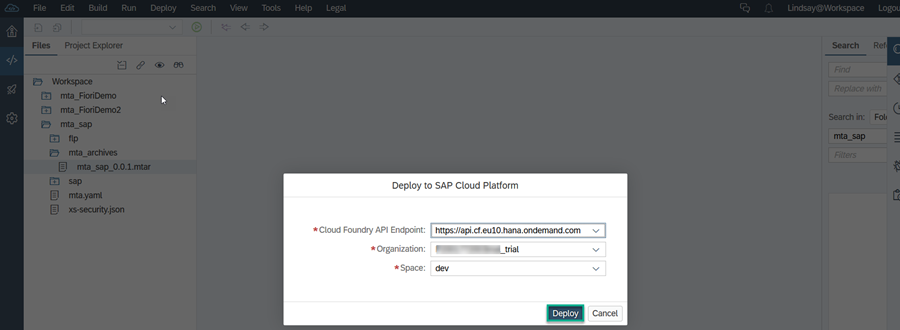 File Edit Build Run Deploy Search View Tools Help Legal Lindsay@Workspace Logou
Files Project Explorer
Search Ref
Workspace
Find
mta_FioriDemo
Replace with
mta_FioriDemo2
mta_sap
Search in: Fol
flp
mta_sap
mta_archives
Filters
mta_sap_0.0.1.mtar
sap
mta.yaml
xs-security.json
Deploy to SAP Cloud Platform
*Cloud Foundry API Endpoint: https://api.cf.eu10.hana.ondemand.com
*Organization: _trial
*Space: dev
Deploy Cancel